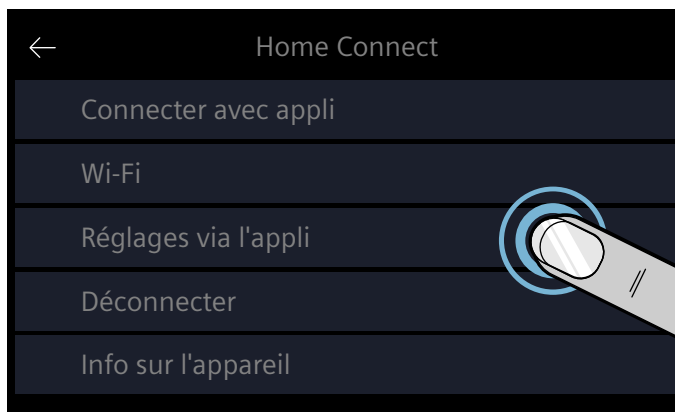 Home Connect
Connecter avec appli
Wi-Fi
Réglages via l'appli
Déconnecter
Info sur l'appareil